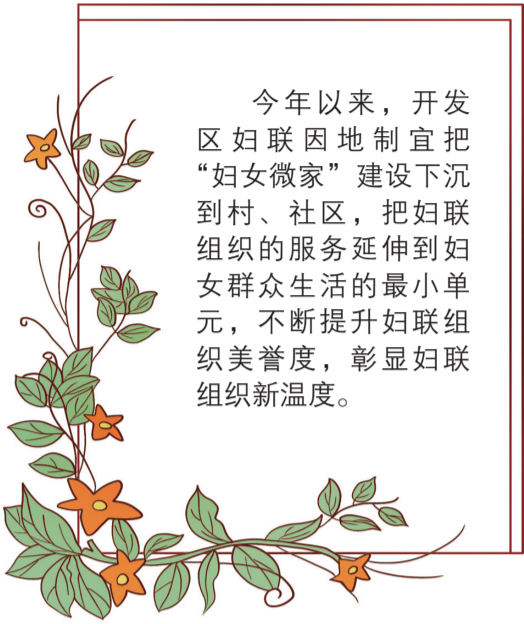 今年以来，开发
区妇联因地制宜把
“妇女微家”建设下沉
到村、社区，把妇联
组织的服务延伸到妇
女群众生活的最小单
元，不断提升妇联组
织美誉度，彰显妇联
组织新温度。